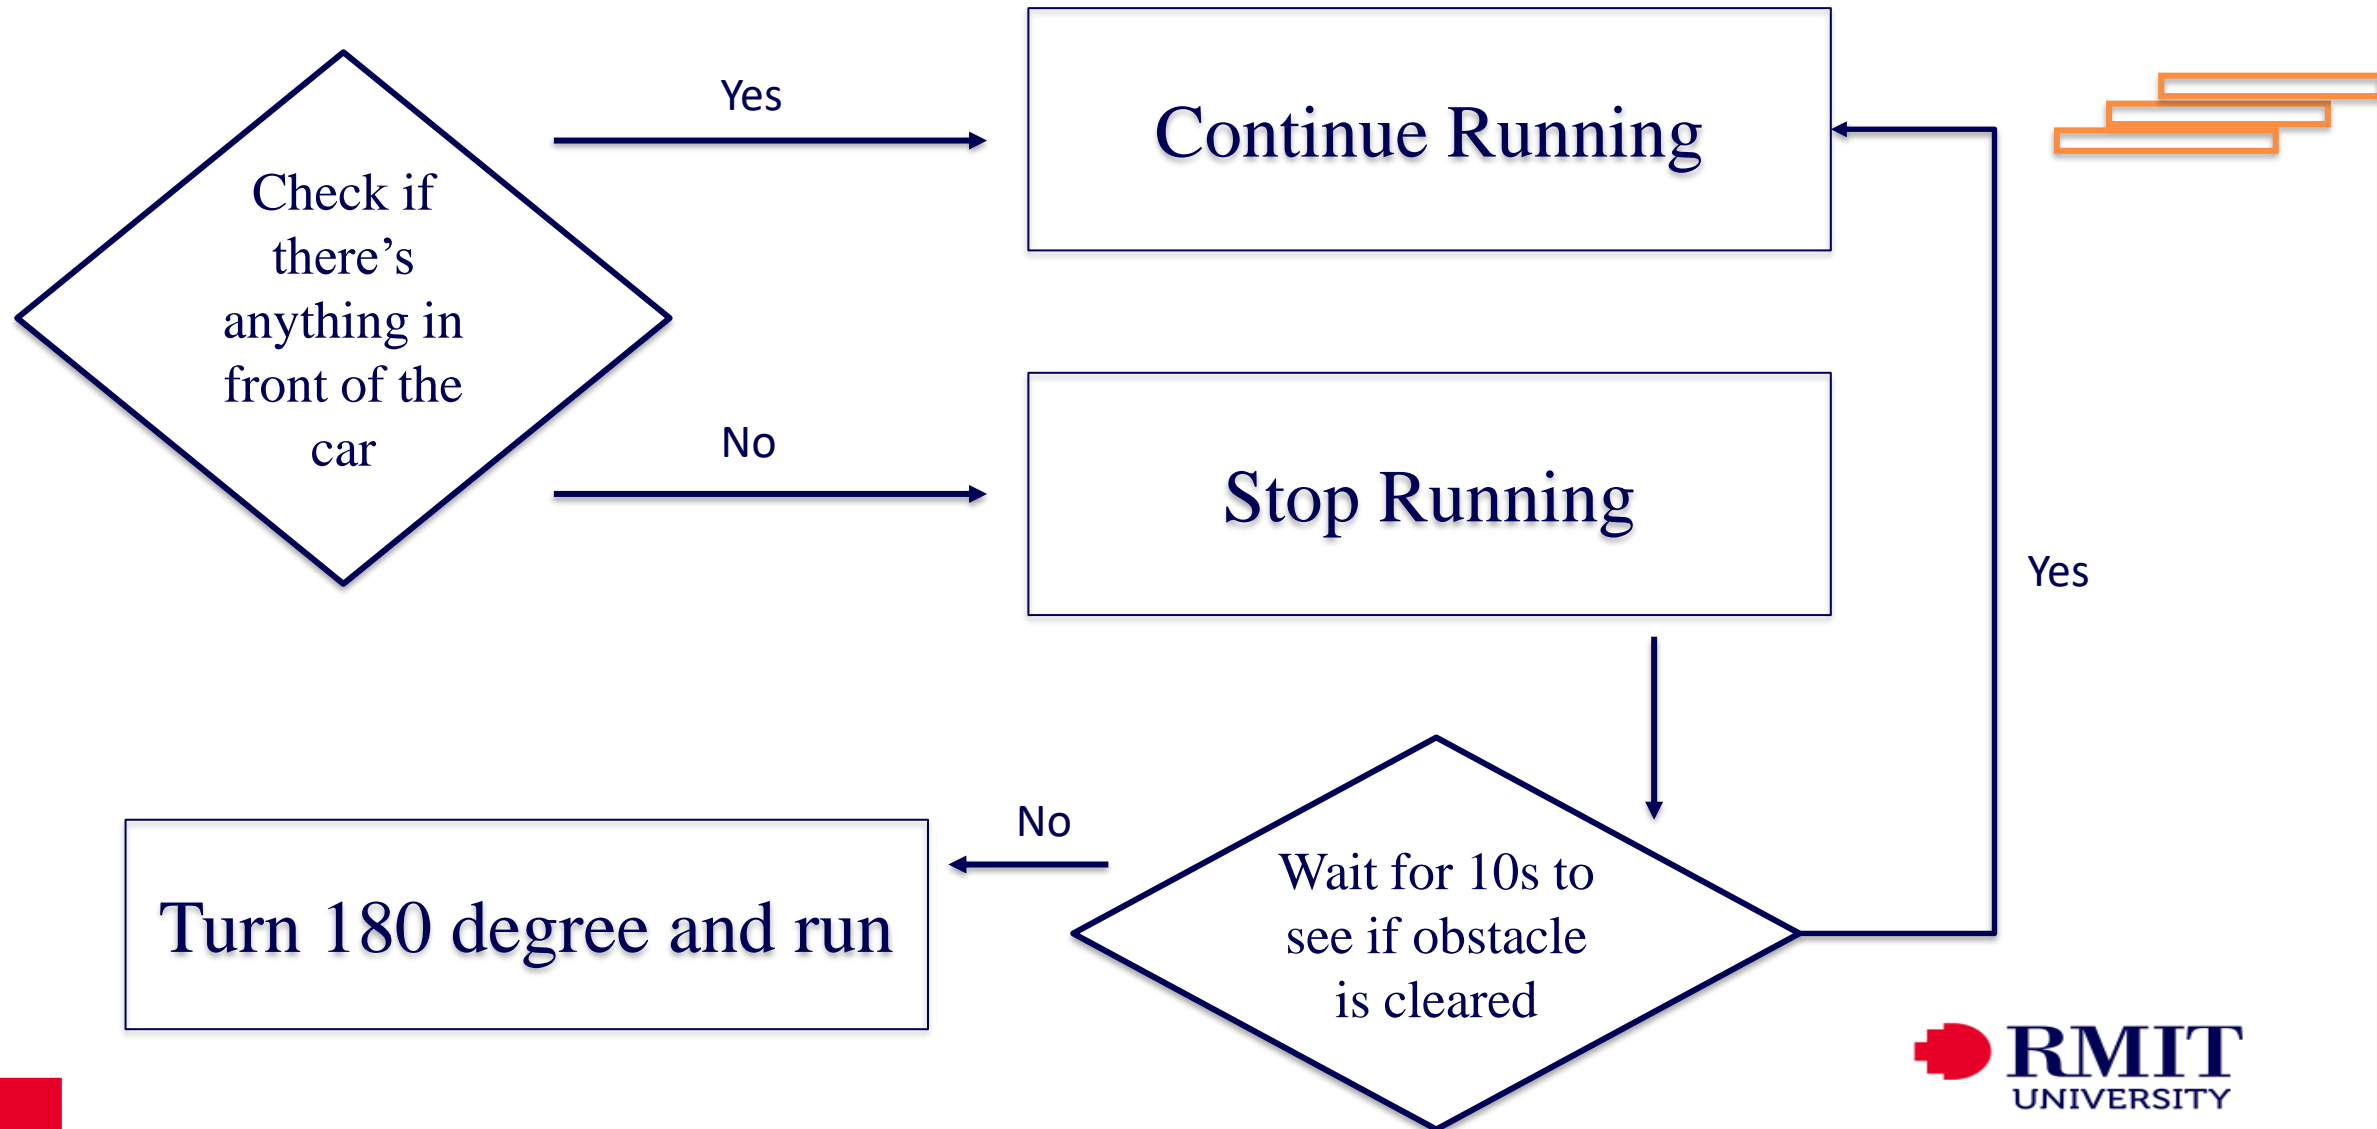 Check if
there’s
anything in
front of the
car
Yes
Continue Running
No
Stop Running
Yes
No
Turn 180 degree and run
Wait for 10s to
see if obstacle
is cleared
RMIT
UNIVERSITY